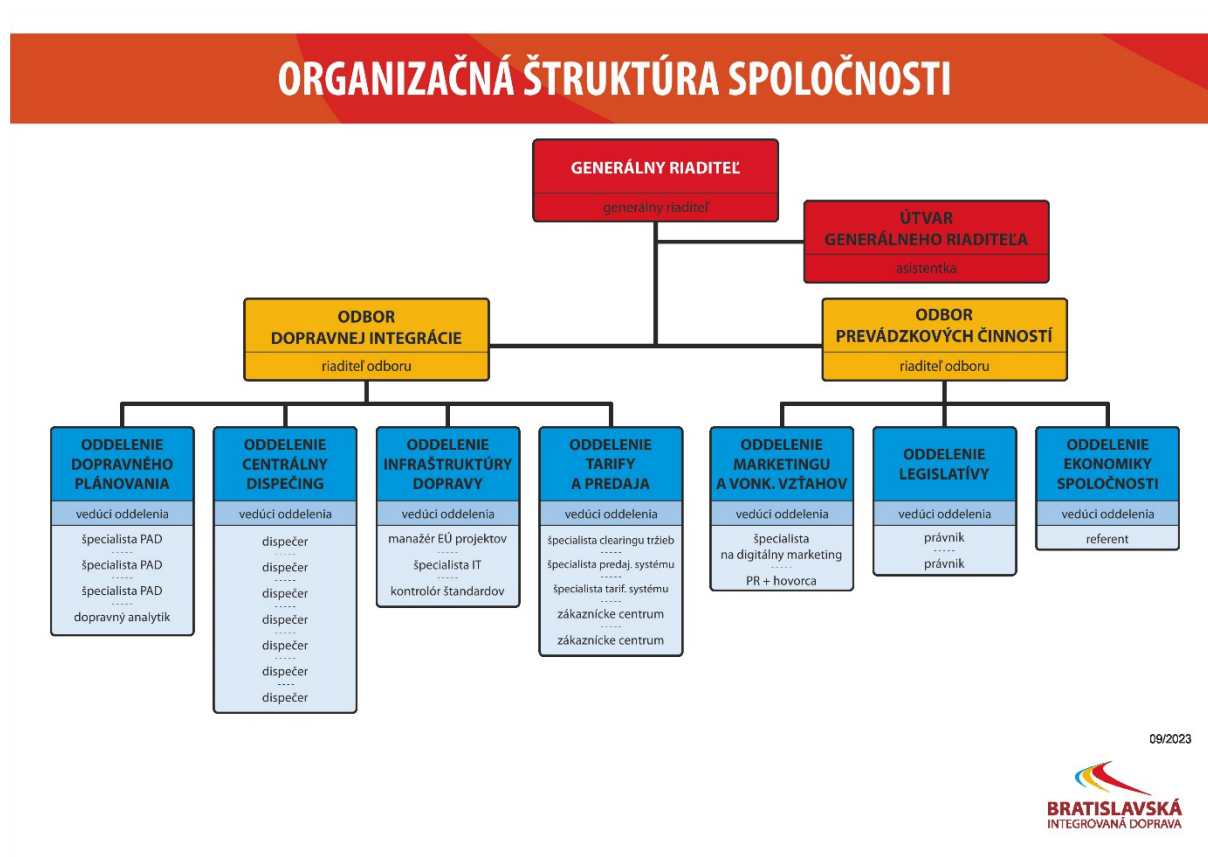 ORGANIZAČNÁ ŠTRUKTÚRA SPOLOČNOSTI
GENERÁLNY RIADITEĽ
generálny riaditeľ
ÚTVAR
GENERÁLNEHO RIADITEĽA
asistentka
ODBOR
DOPRAVNEJ INTEGRÁCIE
riaditeľ odboru
ODBOR
PREVÁDZKOVÝCH ČINNOSTÍ
riaditeľ odboru
ODDELENIE
DOPRAVNÉHO
PLÁNOVANIA
vedúci oddelenia
špecialista PAD
-----
špecialista PAD
-----
špecialista PAD
-----
dopravný analytik
ODDELENIE
CENTRÁLNY
DISPEČING
vedúci oddelenia
dispečer
-----
dispečer
-----
dispečer
-----
dispečer
-----
dispečer
-----
dispečer
----
dispečer
ODDELENIE
INFRAŠTRUKTÚRY
DOPRAVY
vedúci oddelenia
manažér EÚ projektov
-----
špecialista IT
-----
kontrolór štandardov
ODDELENIE
TARIFY
A PREDAJA
vedúci oddelenia
špecialista clearingu tržieb
-----
špecialista predaj. systému
-----
špecialista tarif. systému
-----
zákaznícke centrum
-----
zákaznícke centrum
ODDELENIE
MARKETINGU
A VONK. VZŤAHOV
vedúci oddelenia
špecialista
na digitálny marketing
-----
PR + hovorca
ODDELENIE
LEGISLATÍVY
vedúci oddelenia
právnik
-----
právnik
ODDELENIE
EKONOMIKY
SPOLOČNOSTI
vedúci oddelenia
referent
09/2023
BRATISLAVSKÁ
INTEGROVANÁ DOPRAVA